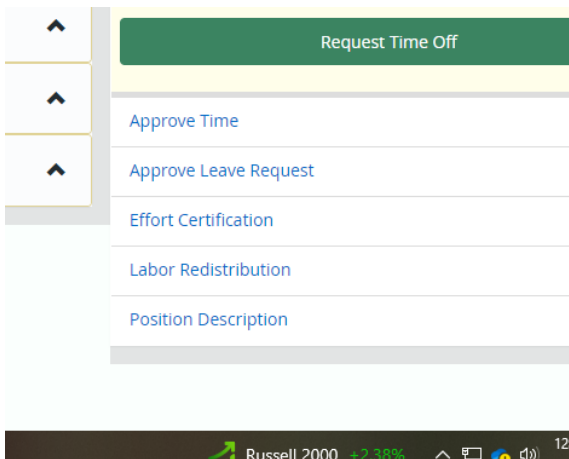 Request Time Off
Approve Time
Approve Leave Request
Effort Certification
Labor Redistribution
Position Description
Russell 2000 +2.38%